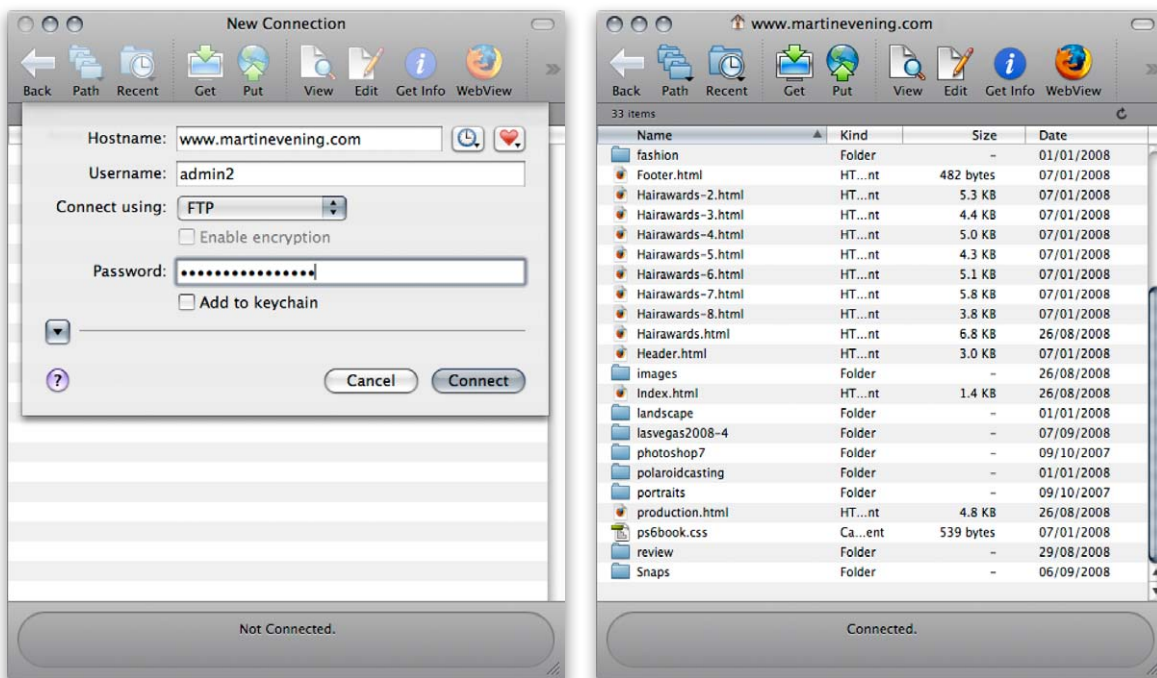 New Connection
Back Path Recent Get Put View Edit Get Info WebView
Hostname: www.martinevening.com
Username: admin2
Connect using: FTP
Enable encryption
Password: ••••••••••••••••
Add to keychain
?
Cancel Connect
Not Connected.
www.martinevening.com
Back Path Recent Get Put View Edit Get Info WebView
33 items
Name Kind Size Date
fashion Folder – 01/01/2008
Footer.html HT...nt 482 bytes 07/01/2008
Hairawards-2.html HT...nt 5.3 KB 07/01/2008
Hairawards-3.html HT...nt 4.4 KB 07/01/2008
Hairawards-4.html HT...nt 5.0 KB 07/01/2008
Hairawards-5.html HT...nt 4.3 KB 07/01/2008
Hairawards-6.html HT...nt 5.1 KB 07/01/2008
Hairawards-7.html HT...nt 5.8 KB 07/01/2008
Hairawards-8.html HT...nt 3.8 KB 07/01/2008
Hairawards.html HT...nt 6.8 KB 26/08/2008
Header.html HT...nt 3.0 KB 07/01/2008
images Folder – 26/08/2008
Index.html HT...nt 1.4 KB 26/08/2008
landscape Folder – 01/01/2008
lasvegas2008-4 Folder – 07/09/2008
photoshop7 Folder – 09/10/2007
polaroidcasting Folder – 01/01/2008
portraits Folder – 09/10/2007
production.html HT...nt 4.8 KB 26/08/2008
ps6book.css Ca...ent 539 bytes 07/01/2008
review Folder – 29/08/2008
Snaps Folder – 06/09/2008
Connected.